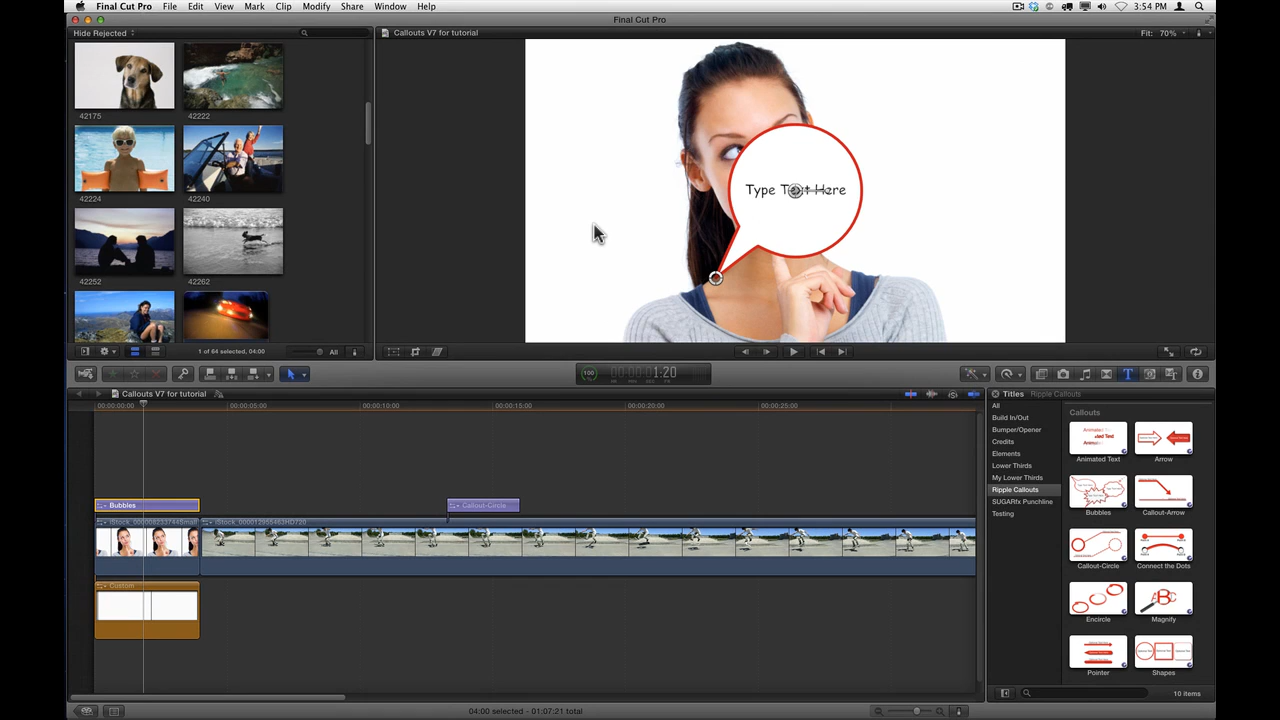 Final Cut Pro File Edit View Mark Clip Modify Share Window Help 3:54 PM
Final Cut Pro
Hide Rejected
Callouts V7 for tutorial Fit: 70%
42175 42222
42224 42240
42252 42262
Type Text Here
1 of 64 selected, 04:00 All
100 00:00:00:01:20
Callouts V7 for tutorial
00:00:00:00 00:00:05:00 00:00:10:00 00:00:15:00 00:00:20:00 00:00:25:00
Bubbles Callout-Circle
iStock_000012955463HD720
Custom
Titles Ripple Callouts
All
Build In/Out
Bumper/Opener
Credits
Elements
Lower Thirds
My Lower Thirds
Ripple Callouts
SUGARfx Punchline
Testing
Callouts
Animated Text Arrow
Bubbles Callout-Arrow
Callout-Circle Connect the Dots
Encircle Magnify
Pointer Shapes
04:00 selected - 01:07:21 total
10 items